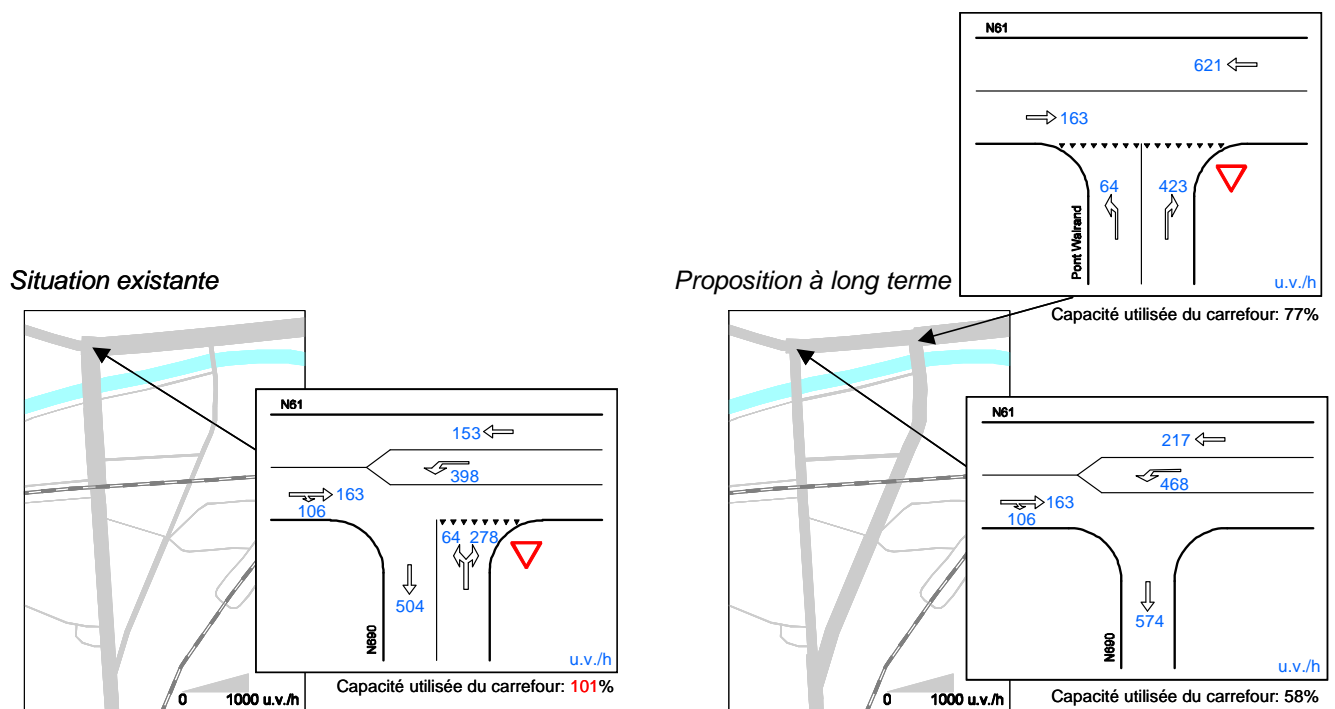 N61
621
163
64 423
Pont Walrand
u.v./h
Capacité utilisée du carrefour: 77%
Situation existante
Proposition à long terme
N61
153
398
163
106
64 278
504
N690
u.v./h
Capacité utilisée du carrefour: 101%
0 1000 u.v./h
N61
217
468
163
106
574
N690
u.v./h
Capacité utilisée du carrefour: 58%
0 1000 u.v./h